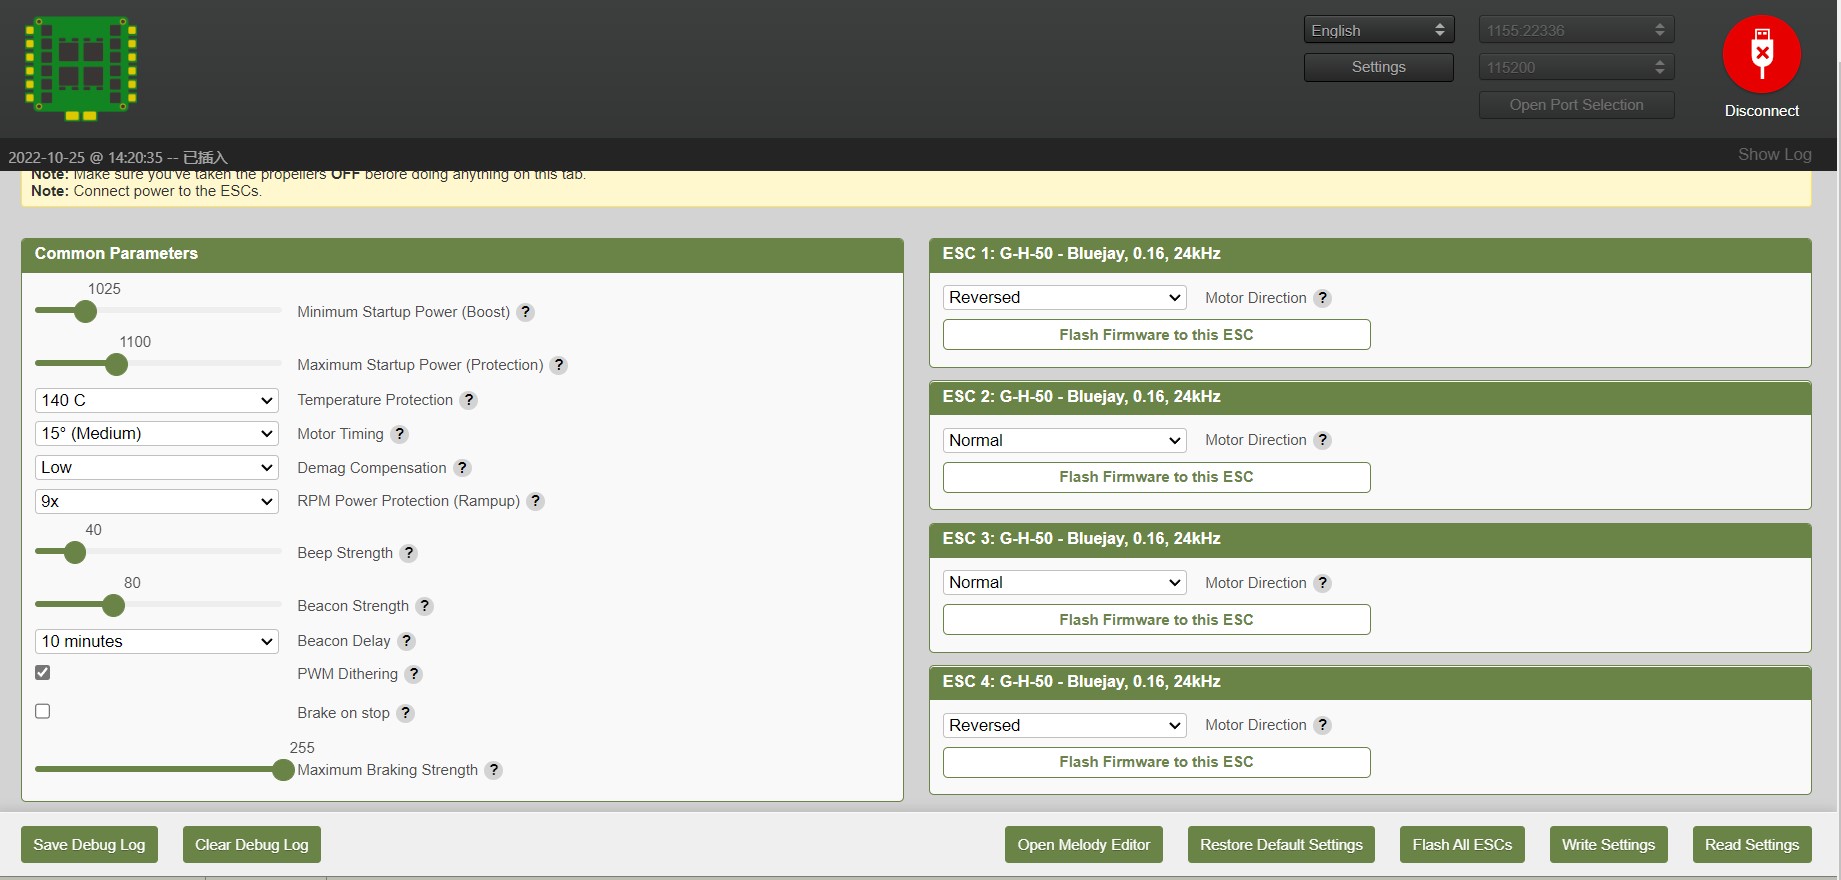 English
1155:22336
Settings
115200
Open Port Selection
Disconnect
2022-10-25 @ 14:20:35 -- 已插入
Show Log
Note: Make sure you've taken the propellers OFF before doing anything on this tab.
Note: Connect power to the ESCs.
Common Parameters
1025
Minimum Startup Power (Boost) ?
1100
Maximum Startup Power (Protection) ?
140 C Temperature Protection ?
15° (Medium) Motor Timing ?
Low Demag Compensation ?
9x RPM Power Protection (Rampup) ?
40
Beep Strength ?
80
Beacon Strength ?
10 minutes Beacon Delay ?
PWM Dithering ?
Brake on stop ?
255
Maximum Braking Strength ?
ESC 1: G-H-50 - Bluejay, 0.16, 24kHz
Reversed Motor Direction ?
Flash Firmware to this ESC
ESC 2: G-H-50 - Bluejay, 0.16, 24kHz
Normal Motor Direction ?
Flash Firmware to this ESC
ESC 3: G-H-50 - Bluejay, 0.16, 24kHz
Normal Motor Direction ?
Flash Firmware to this ESC
ESC 4: G-H-50 - Bluejay, 0.16, 24kHz
Reversed Motor Direction ?
Flash Firmware to this ESC
Save Debug Log
Clear Debug Log
Open Melody Editor
Restore Default Settings
Flash All ESCs
Write Settings
Read Settings